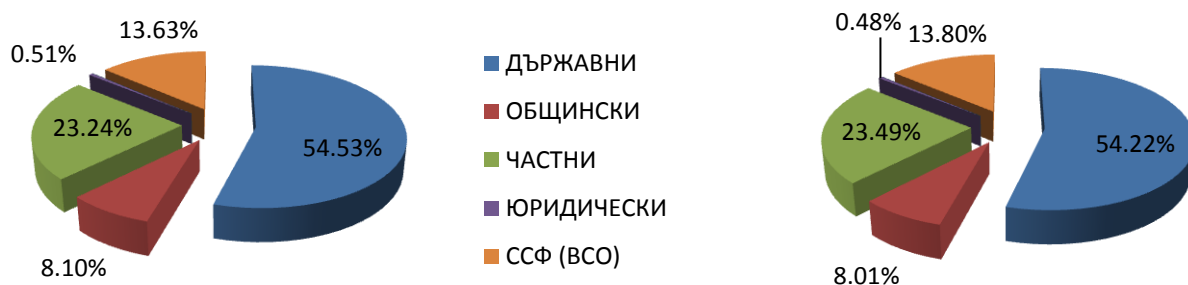 13.63%
0.51%
23.24%
54.53%
8.10%
ДЪРЖАВНИ
ОБЩИНСКИ
ЧАСТНИ
ЮРИДИЧЕСКИ
ССФ (ВСО)
0.48%
13.80%
23.49%
54.22%
8.01%